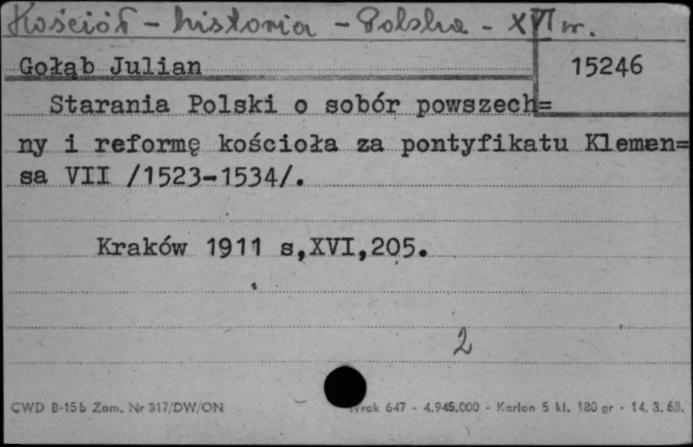 Kościół - historia - Polska - XVI w.
Gołąb Julian
15246
Starania Polski o sobór powszech=
ny i reformę kościoła za pontyfikatu Klemen=
sa VII /1523-1534/.
Kraków 1911 s,XVI,205.
2
CWD B-15b Zam. Nr 317/DW/ON
647 - 4.945.000 - Karton 5 kl. 180 gr - 14. 3. 68.